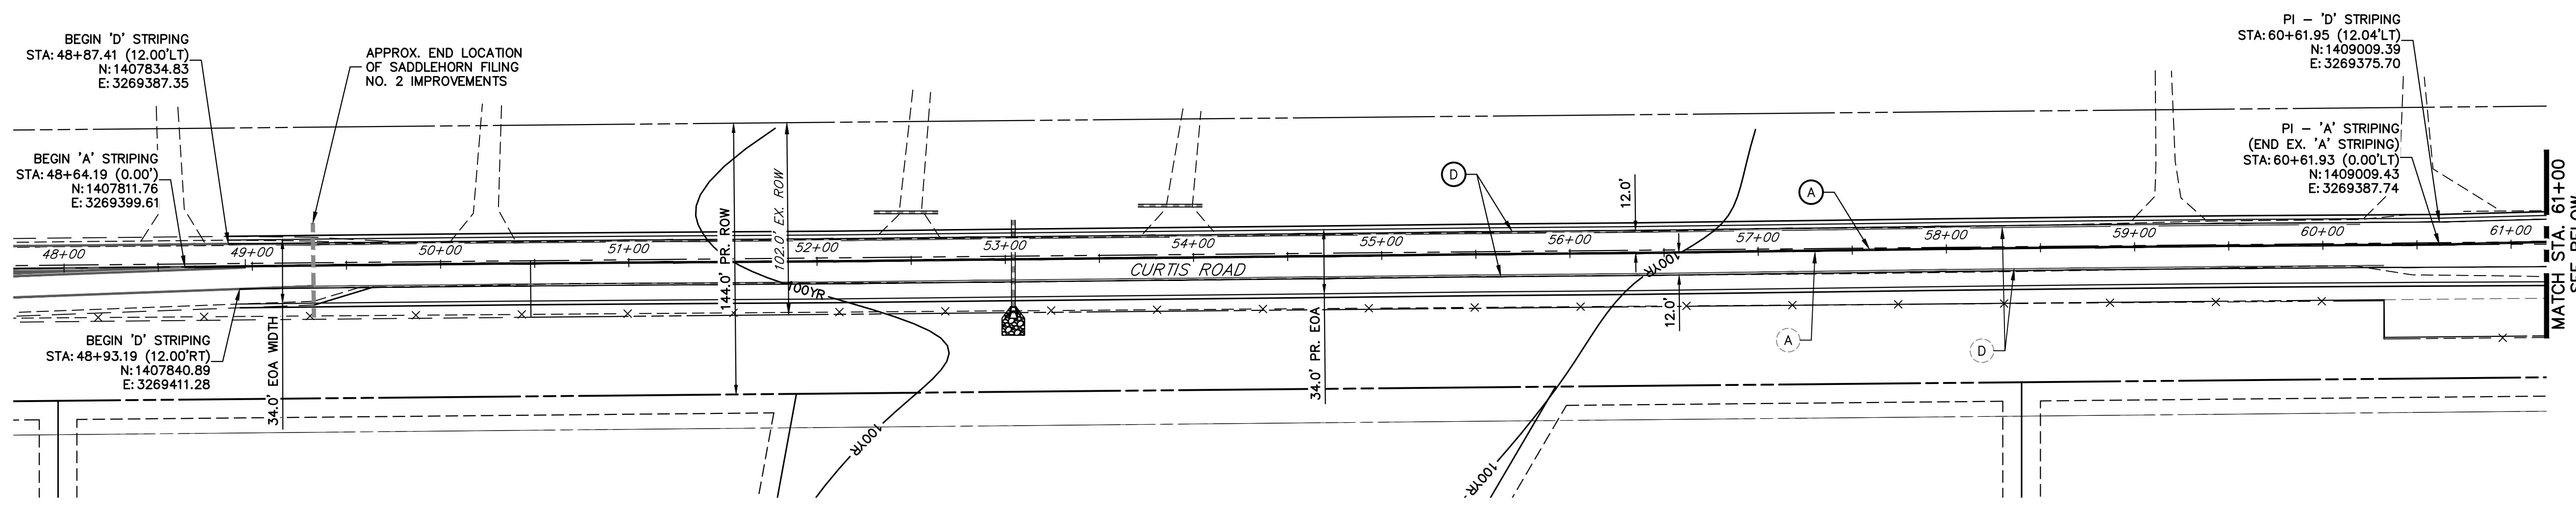 BEGIN 'D' STRIPING
STA: 48+87.41 (12.00'LT)
N: 1407834.83
E: 3269387.35
APPROX. END LOCATION
OF SADDLEHORN FILING
NO. 2 IMPROVEMENTS
PI - 'D' STRIPING
STA: 60+61.95 (12.04'LT)
N: 1409009.39
E: 3269375.70
BEGIN 'A' STRIPING
STA: 48+64.19 (0.00')
N: 1407811.76
E: 3269399.61
PI - 'A' STRIPING
(END EX. 'A' STRIPING)
STA: 60+61.93 (0.00'LT)
N: 1409009.43
E: 3269387.74
D
A
12.0'
144.0' PR. ROW
102.0' EX. ROW
48+00
49+00
50+00
51+00
52+00
53+00
54+00
55+00
56+00
57+00
58+00
59+00
60+00
61+00
CURTIS ROAD
100YR
100YR
12.0'
A
D
BEGIN 'D' STRIPING
STA: 48+93.19 (12.00'RT)
N: 1407840.89
E: 3269411.28
34.0' EOA WIDTH
34.0' PR. EOA
100YR
100YR
MATCH STA. 61+00
SEE BELOW